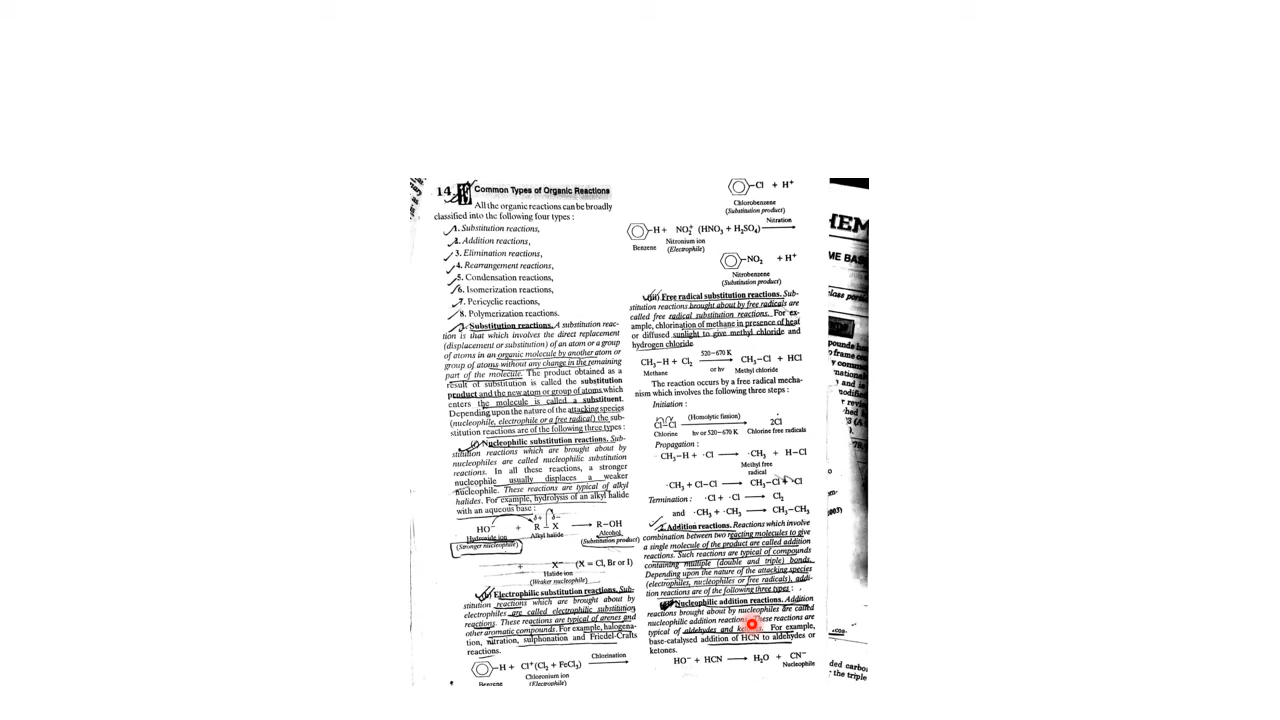 14. Common Types of Organic Reactions
All the organic reactions can be broadly
classified into the following four types :
1. Substitution reactions,
2. Addition reactions,
3. Elimination reactions,
4. Rearrangement reactions,
5. Condensation reactions,
6. Isomerization reactions,
7. Pericyclic reactions,
8. Polymerization reactions.
1. Substitution reactions. A substitution reac-
tion is that which involves the direct replacement
(displacement or substitution) of an atom or a group
of atoms in an organic molecule by another atom or
group of atoms without any change in the remaining
part of the molecule. The product obtained as a
result of substitution is called the substitution
product and the new atom or group of atoms which
enters the molecule is called a substituent.
Depending upon the nature of the attacking species
(nucleophile, electrophile or a free radical) the sub-
stitution reactions are of the following three types :
(i) Nucleophilic substitution reactions. Sub-
stitution reactions which are brought about by
nucleophiles are called nucleophilic substitution
reactions. In all these reactions, a stronger
nucleophile usually displaces a weaker
nucleophile. These reactions are typical of alkyl
halides. For example, hydrolysis of an alkyl halide
with an aqueous base :
δ+ δ−
HO⁻ + R − X ⟶ R−OH
Hydroxide ion Alkyl halide Alcohol
(Stronger nucleophile) (Substitution product)
+ X⁻ (X = Cl, Br or I)
Halide ion
(Weaker nucleophile)
(ii) Electrophilic substitution reactions. Sub-
stitution reactions which are brought about by
electrophiles are called electrophilic substitution
reactions. These reactions are typical of arenes and
other aromatic compounds. For example, halogena-
tion, nitration, sulphonation and Friedel-Crafts
reactions.
Chlorination
−H + Cl⁺(Cl₂ + FeCl₃) ⟶
Chloronium ion
Benzene (Electrophile)
−Cl + H⁺
Chlorobenzene
(Substitution product)
Nitration
−H + NO₂⁺ (HNO₃ + H₂SO₄) ⟶
Benzene Nitronium ion
(Electrophile)
−NO₂ + H⁺
Nitrobenzene
(Substitution product)
(iii) Free radical substitution reactions. Sub-
stitution reactions brought about by free radicals are
called free radical substitution reactions. For ex-
ample, chlorination of methane in presence of heat
or diffused sunlight to give methyl chloride and
hydrogen chloride
520−670 K
CH₃−H + Cl₂ ⟶ CH₃−Cl + HCl
Methane or hv Methyl chloride
The reaction occurs by a free radical mecha-
nism which involves the following three steps :
Initiation :
(Homolytic fission)
Cl−Cl ⟶ 2Cl·
Chlorine hv or 520−670 K Chlorine free radicals
Propagation :
CH₃−H + ·Cl ⟶ ·CH₃ + H−Cl
Methyl free
radical
·CH₃ + Cl−Cl ⟶ CH₃−Cl + ·Cl
Termination : ·Cl + ·Cl ⟶ Cl₂
and ·CH₃ + ·CH₃ ⟶ CH₃−CH₃
2. Addition reactions. Reactions which involve
combination between two reacting molecules to give
a single molecule of the product are called addition
reactions. Such reactions are typical of compounds
containing multiple (double and triple) bonds.
Depending upon the nature of the attacking species
(electrophiles, nucleophiles or free radicals), addi-
tion reactions are of the following three types :
Nucleophilic addition reactions. Addition
reactions brought about by nucleophiles are called
nucleophilic addition reactions. These reactions are
typical of aldehydes and For example,
base-catalysed addition of HCN to aldehydes or
ketones.
HO⁻ + HCN ⟶ H₂O + CN⁻
Nucleophile
HEM
ME BAS
ded carbo
the triple